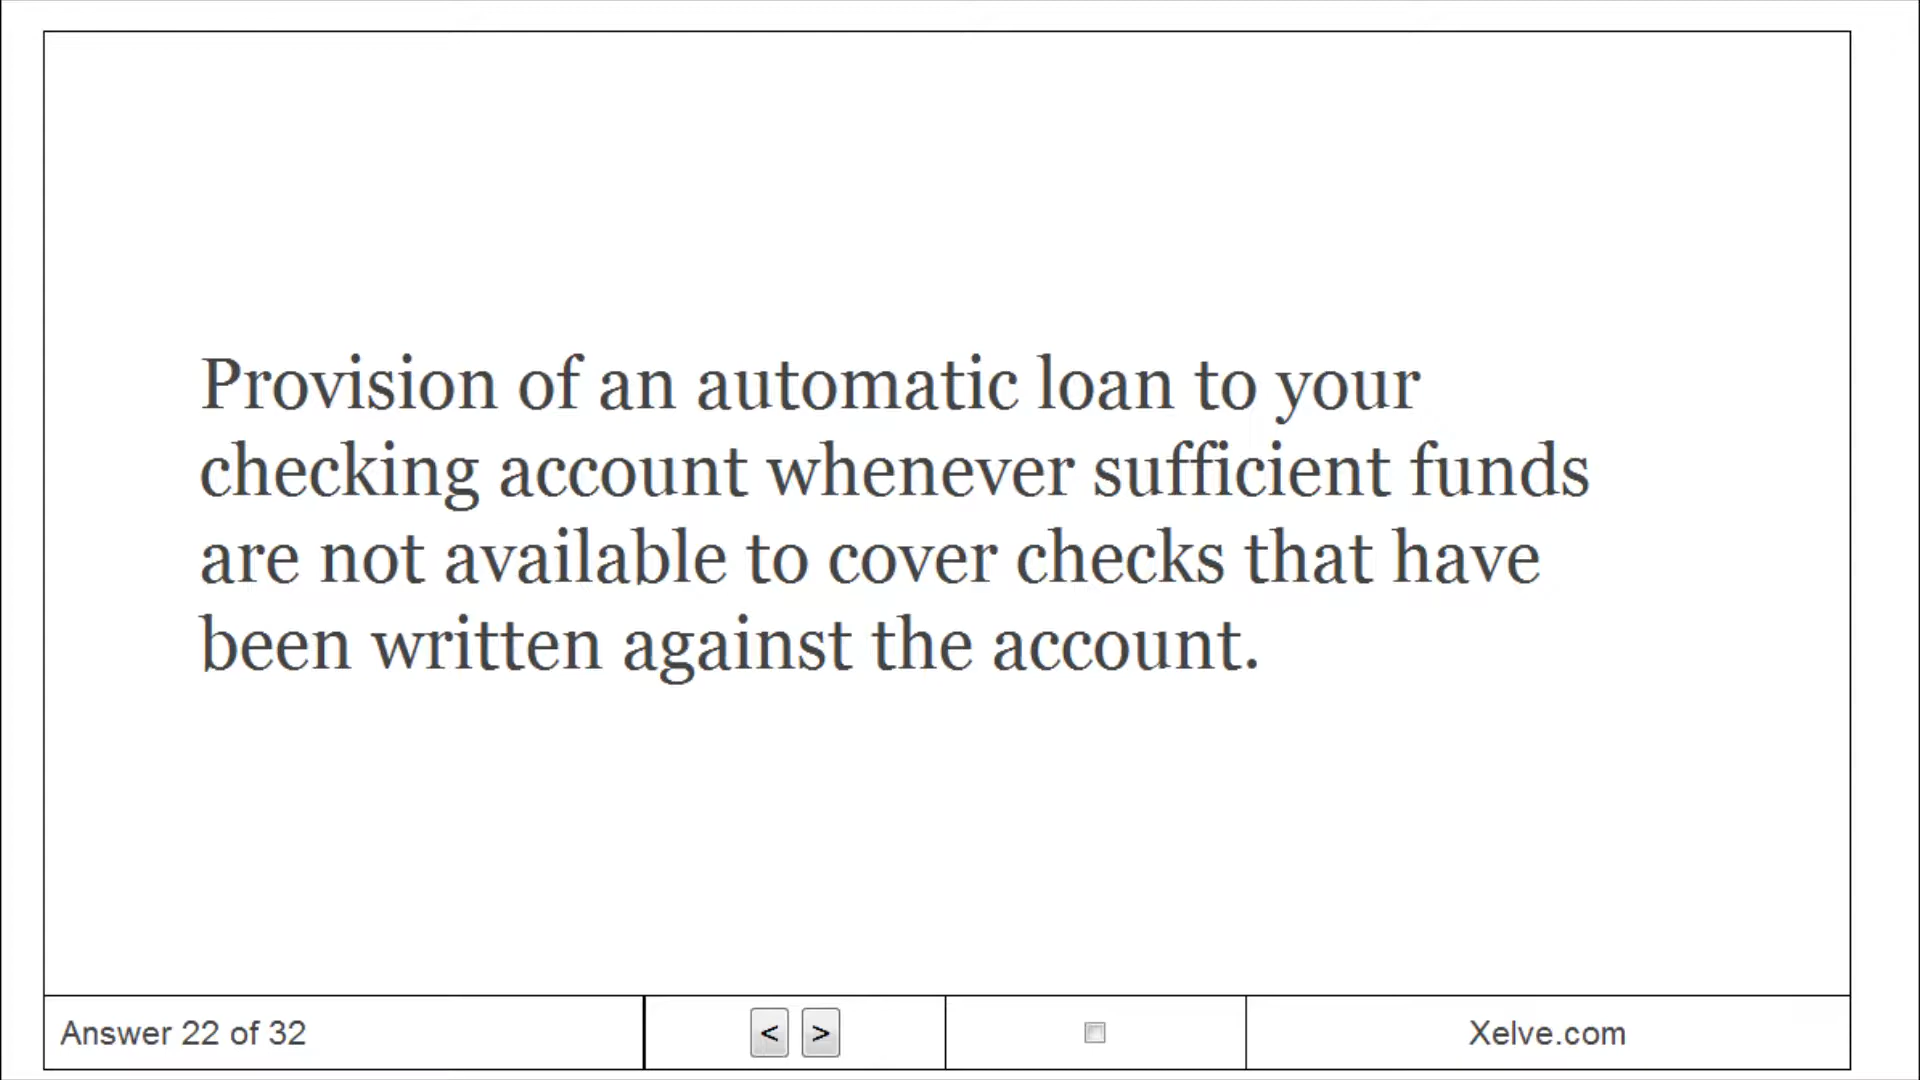 Provision of an automatic loan to your
checking account whenever sufficient funds
are not available to cover checks that have
been written against the account.
Answer 22 of 32
<
>
Xelve.com